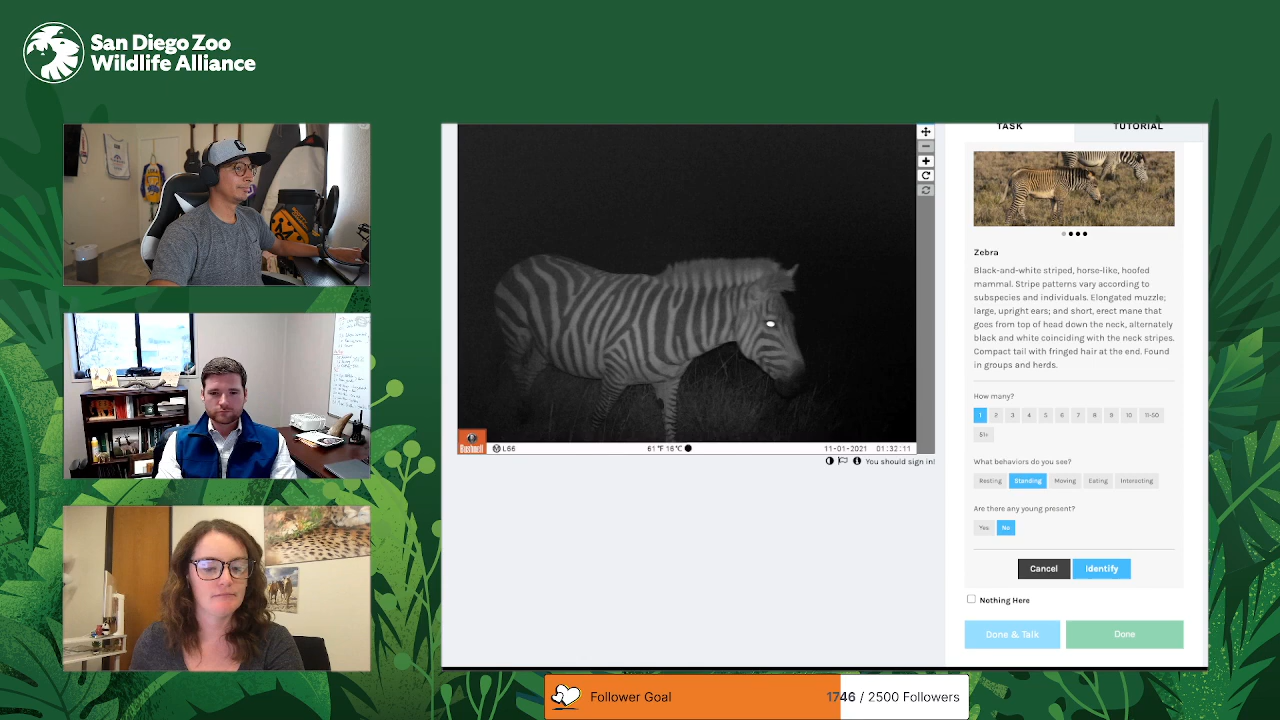 San Diego Zoo
Wildlife Alliance
TASK
TUTORIAL
Zebra
Black-and-white striped, horse-like, hoofed
mammal. Stripe patterns vary according to
subspecies and individuals. Elongated muzzle;
large, upright ears; and short, erect mane that
goes from top of head down the neck, alternately
black and white coinciding with the neck stripes.
Compact tail with fringed hair at the end. Found
in groups and herds.
How many?
1 2 3 4 5 6 7 8 9 10 11-50
51+
What behaviors do you see?
Resting Standing Moving Eating Interacting
Are there any young present?
Yes No
Cancel Identify
Nothing Here
Done & Talk Done
Bushnell M L66 61°F 16°C 11-01-2021 01:32:11
You should sign in!
Follower Goal 1746 / 2500 Followers